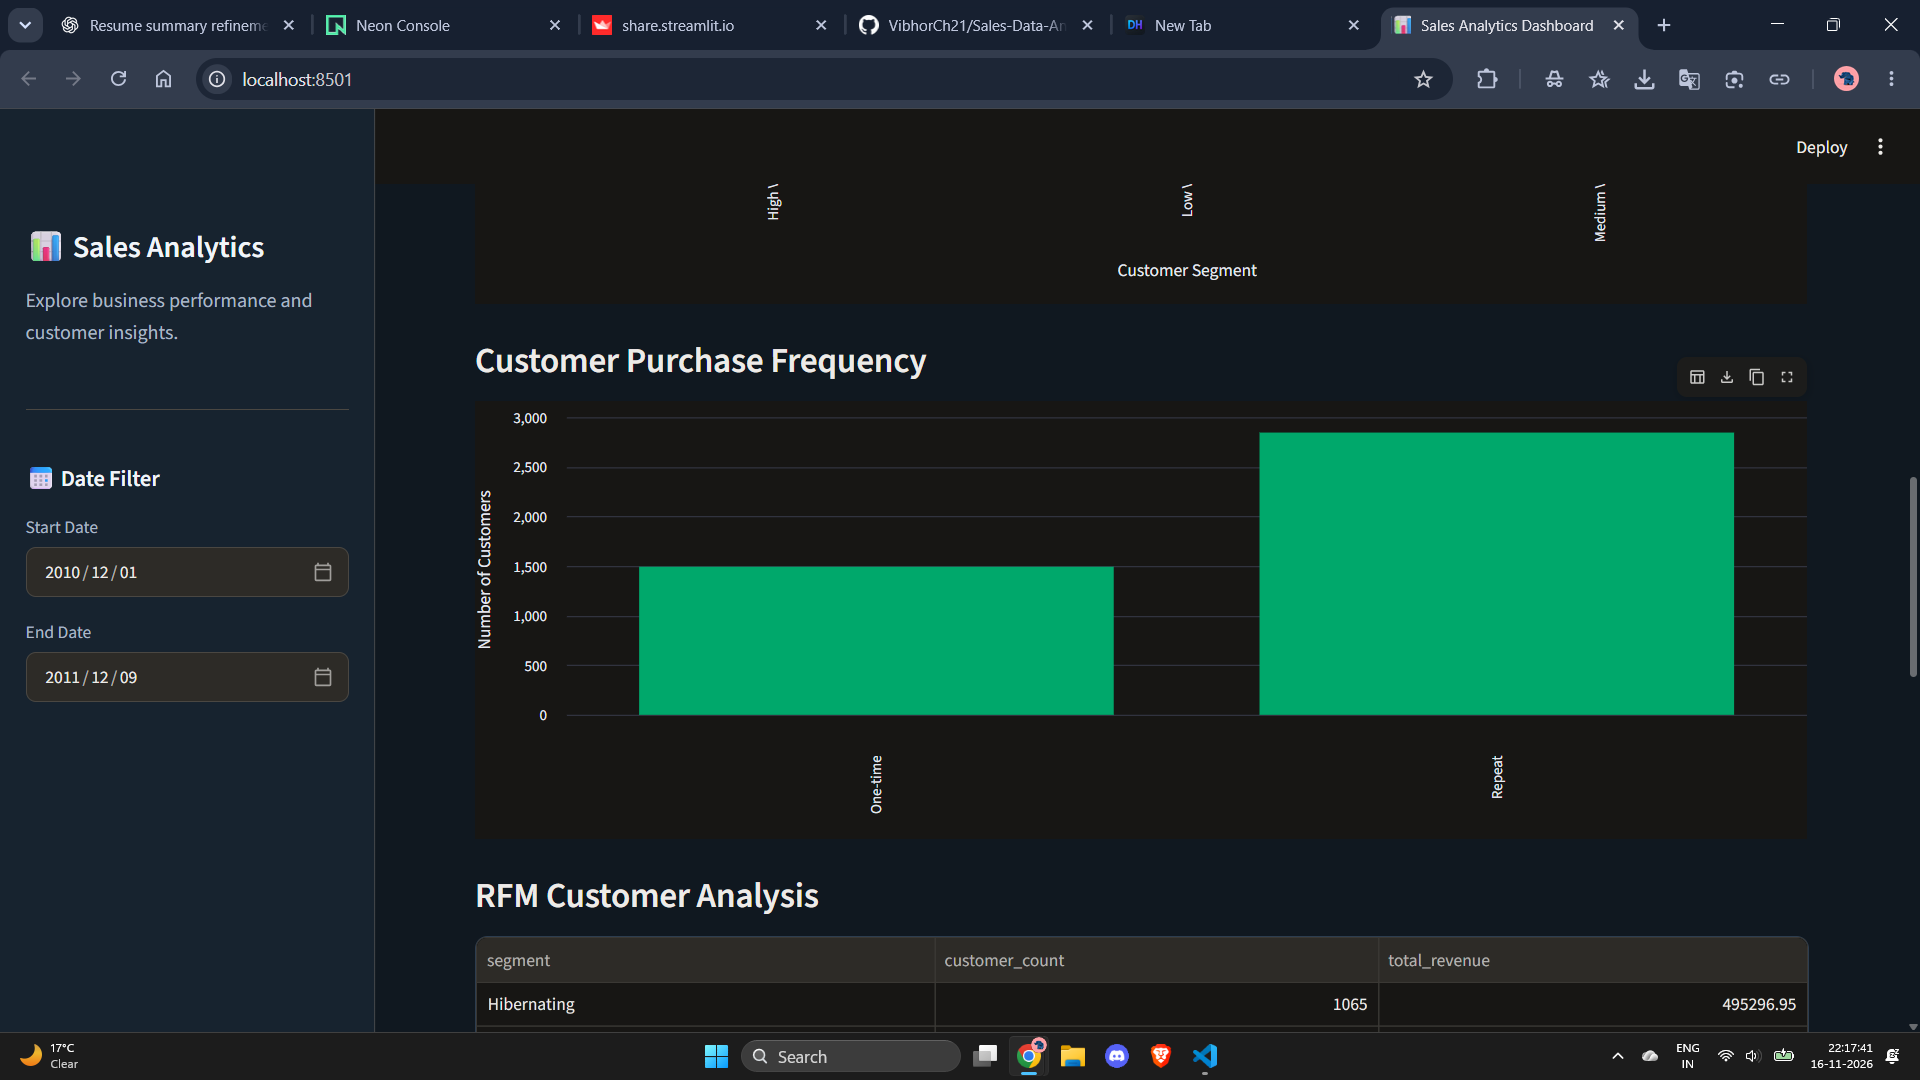 Resume summary refineme
Neon Console
share.streamlit.io
VibhorCh21/Sales-Data-An
DH New Tab
Sales Analytics Dashboard
localhost:8501
Deploy
Sales Analytics
Explore business performance and
customer insights.
Date Filter
Start Date
2010/12/01
End Date
2011/12/09
High \
Low \
Medium \
Customer Segment
Customer Purchase Frequency
Number of Customers
3,000
2,500
2,000
1,500
1,000
500
0
One-time
Repeat
RFM Customer Analysis
segment customer_count total_revenue
Hibernating 1065 495296.95
17°C
Clear
Search
ENG
IN
22:17:41
16-11-2026